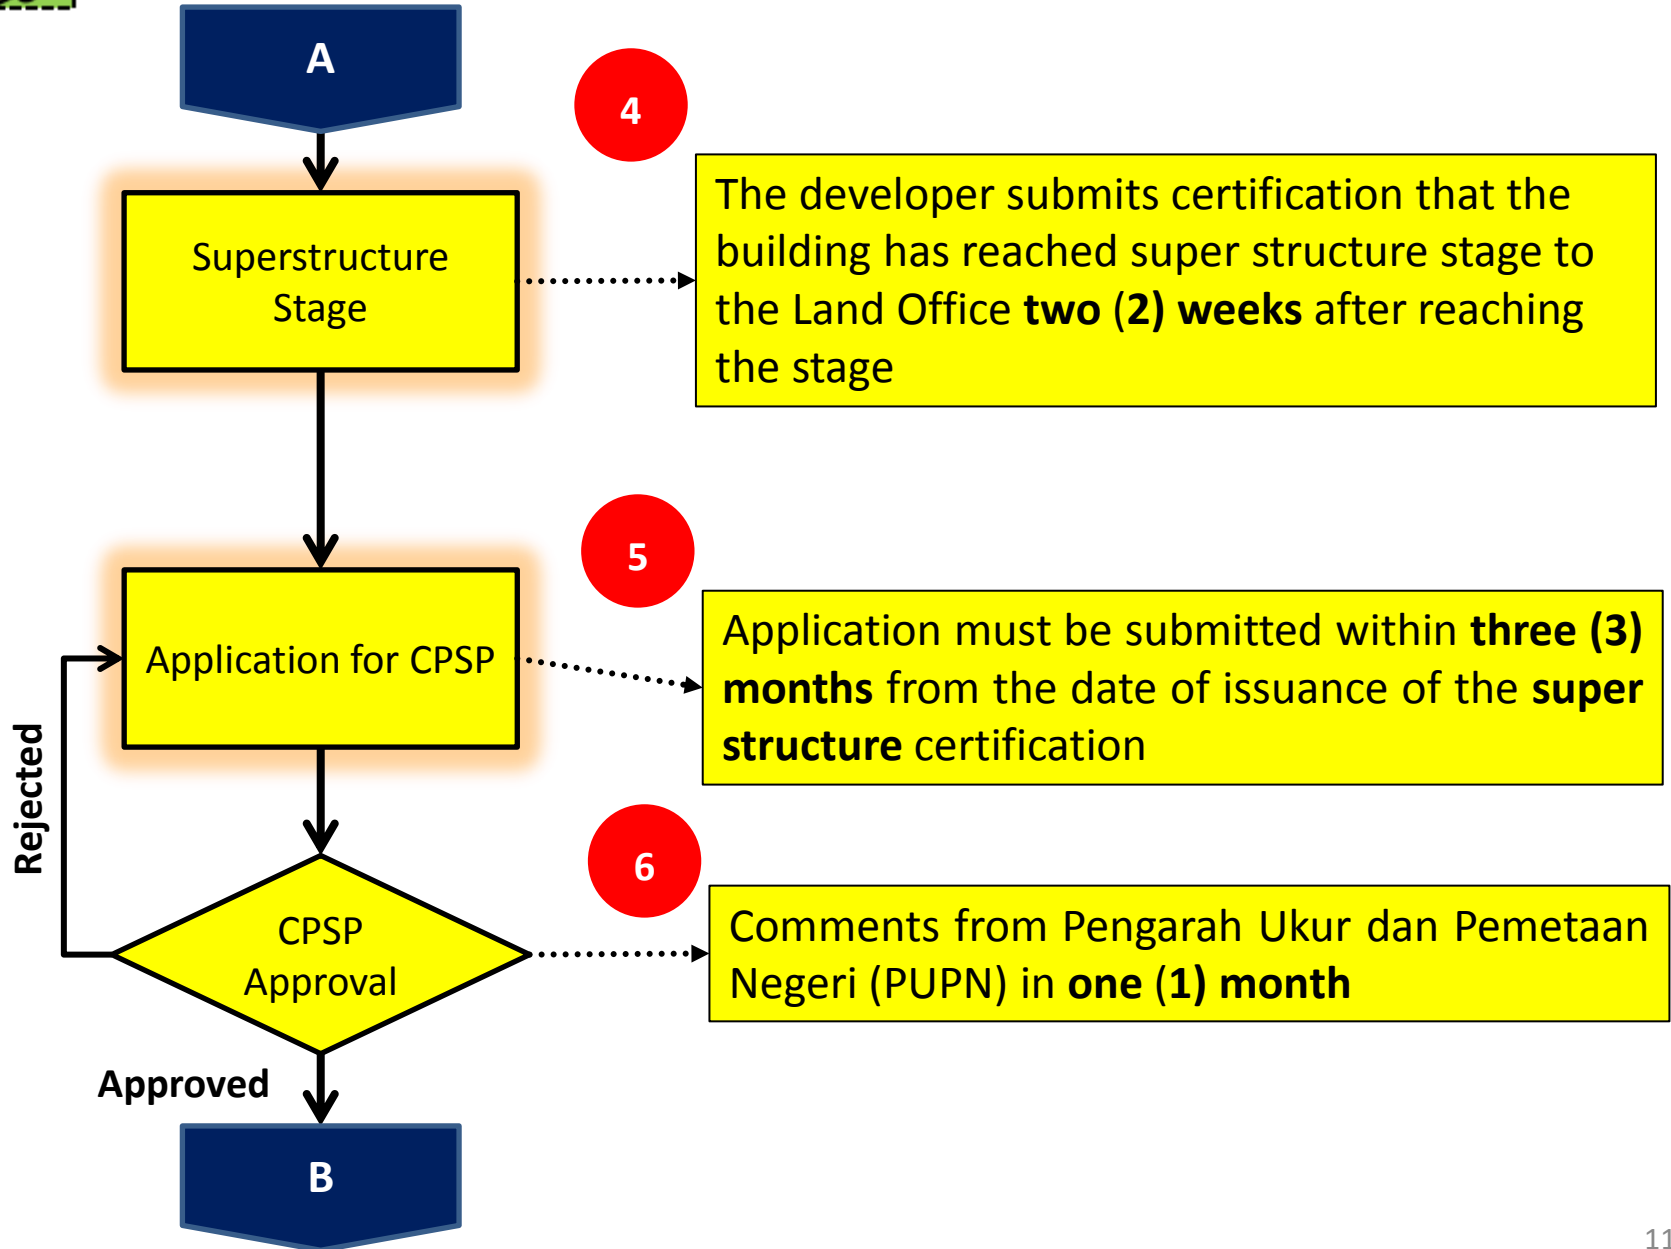 A
4
Superstructure
Stage
The developer submits certification that the
building has reached super structure stage to
the Land Office two (2) weeks after reaching
the stage
5
Application for CPSP
Application must be submitted within three (3)
months from the date of issuance of the super
structure certification
Rejected
6
CPSP
Approval
Comments from Pengarah Ukur dan Pemetaan
Negeri (PUPN) in one (1) month
Approved
B
11